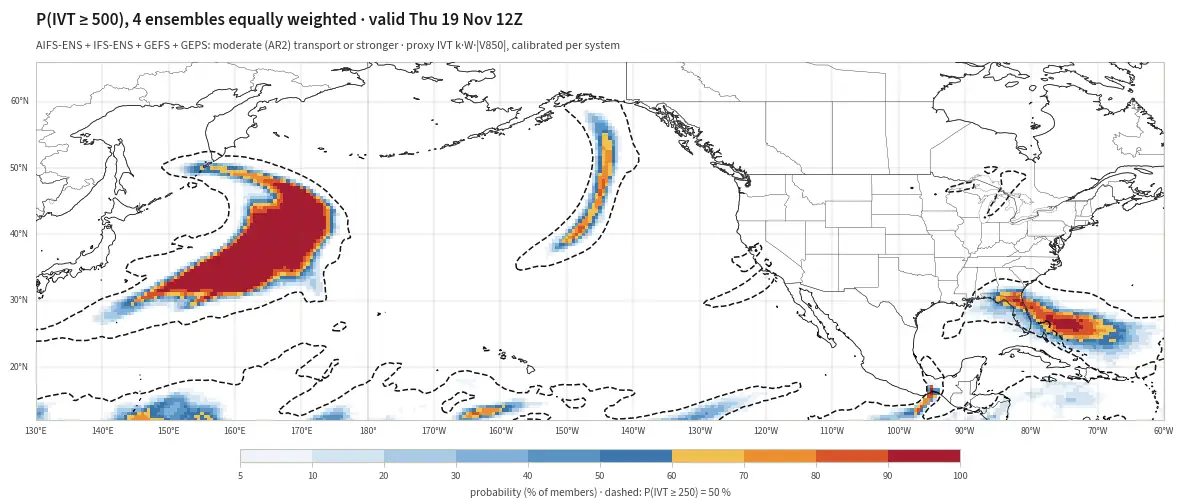 P(IVT ≥ 500), 4 ensembles equally weighted · valid Thu 19 Nov 12Z
AIFS-ENS + IFS-ENS + GEFS + GEPS: moderate (AR2) transport or stronger · proxy IVT k·W·|V850|, calibrated per system
60°N
50°N
40°N
30°N
20°N
130°E 140°E 150°E 160°E 170°E 180° 170°W 160°W 150°W 140°W 130°W 120°W 110°W 100°W 90°W 80°W 70°W 60°W
5 10 20 30 40 50 60 70 80 90 100
probability (% of members) · dashed: P(IVT ≥ 250) = 50 %